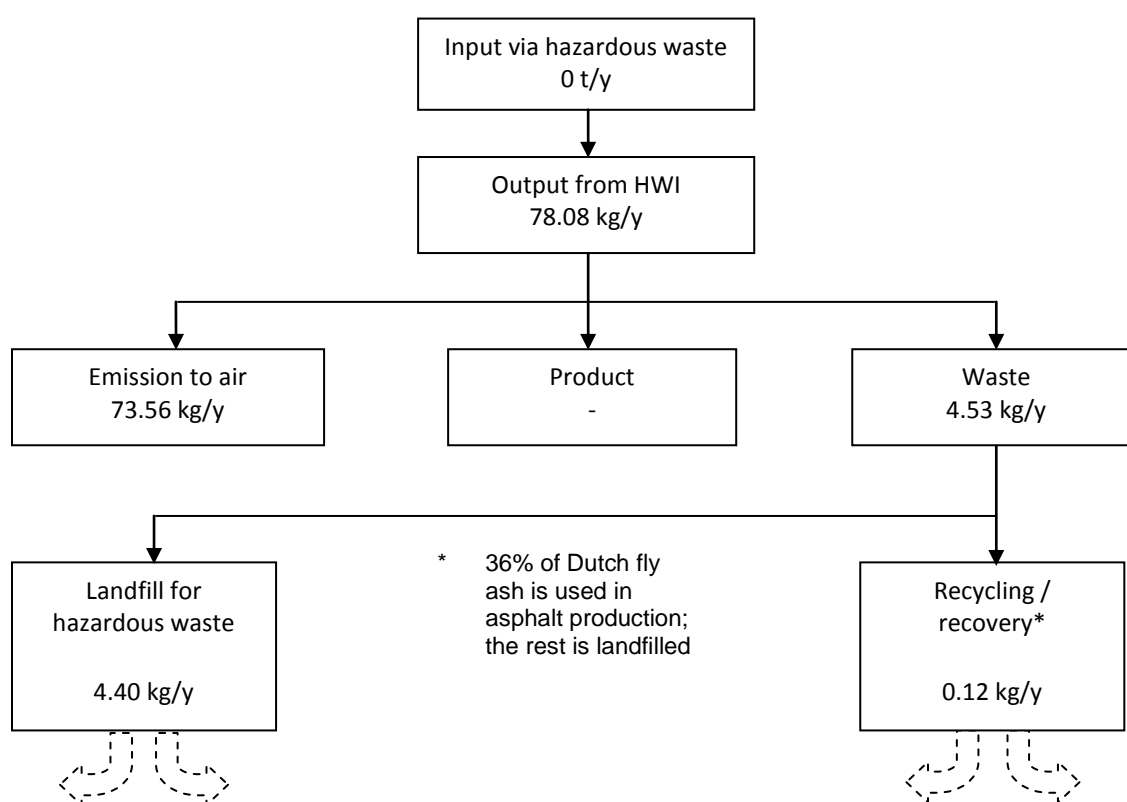 Input via hazardous waste
0 t/y
Output from HWI
78.08 kg/y
Emission to air
73.56 kg/y
Product
-
Waste
4.53 kg/y
Landfill for
hazardous waste
4.40 kg/y
* 36% of Dutch fly
ash is used in
asphalt production;
the rest is landfilled
Recycling /
recovery*
0.12 kg/y